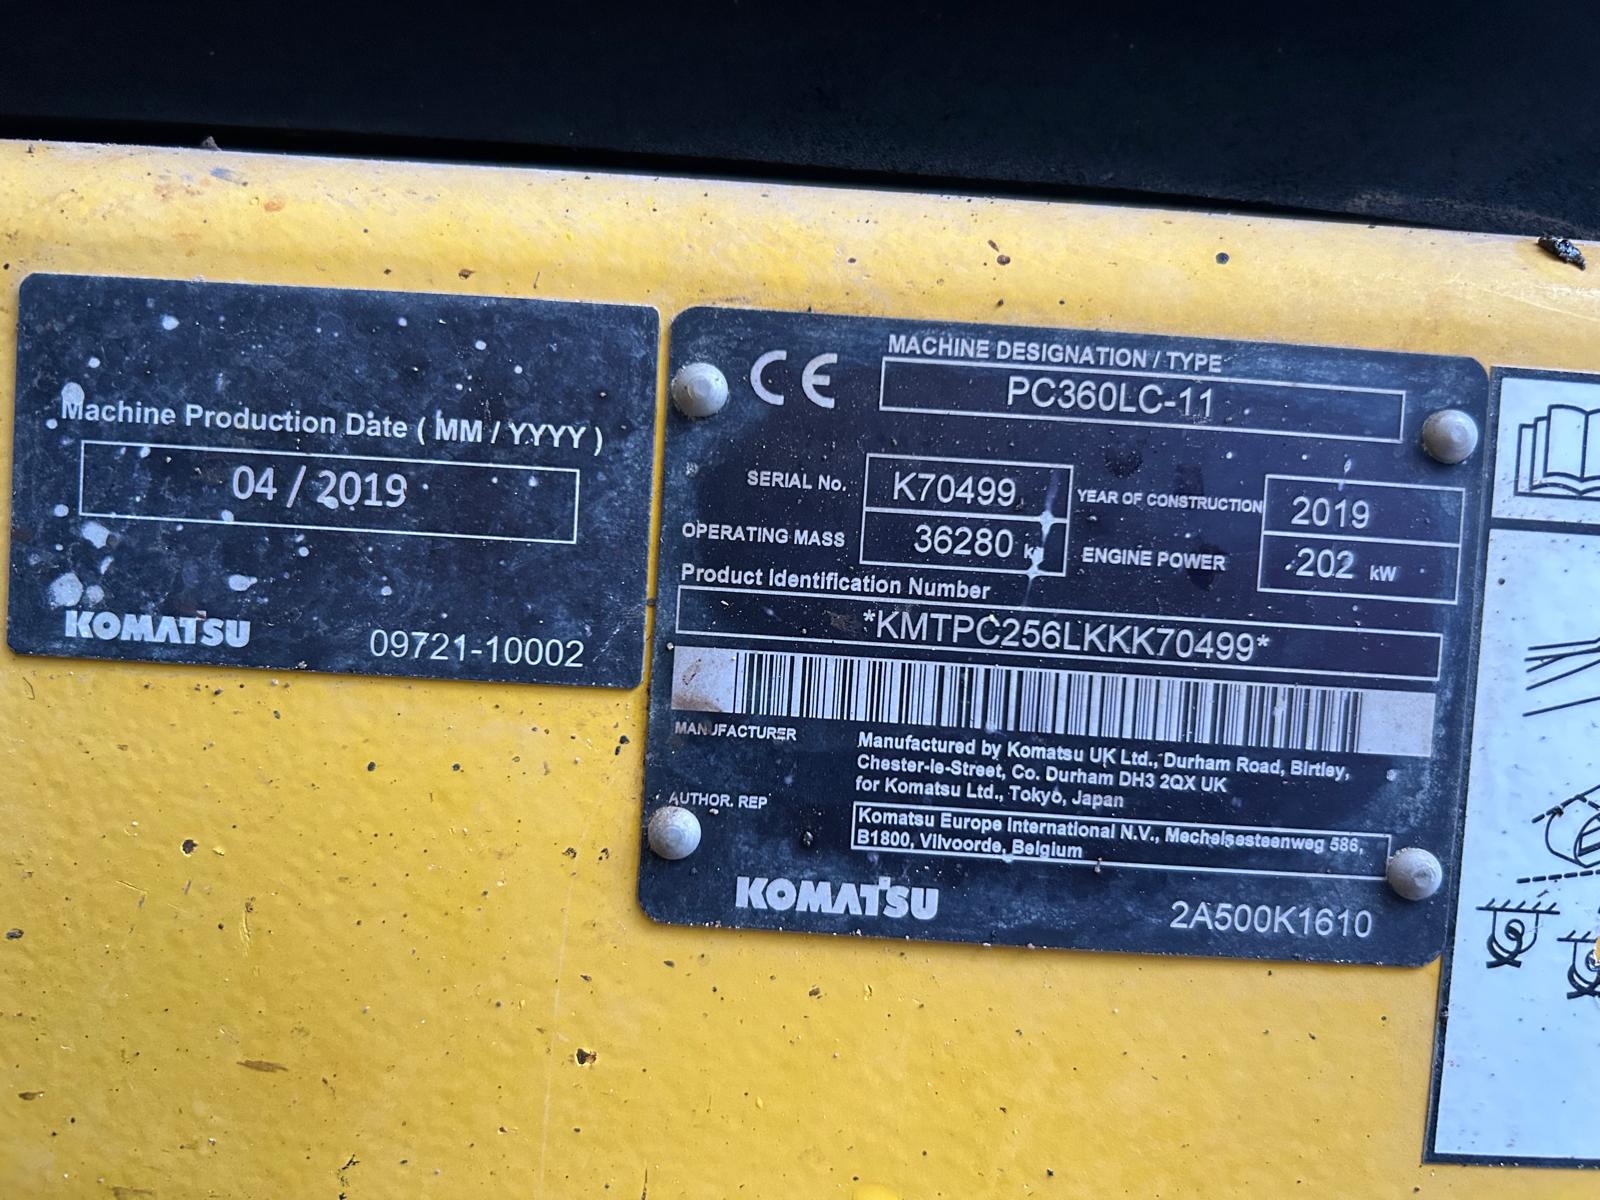 Machine Production Date ( MM / YYYY )
04 / 2019
KOMATSU
09721-10002
CE
MACHINE DESIGNATION / TYPE
PC360LC-11
SERIAL No.
K70499
YEAR OF CONSTRUCTION
2019
OPERATING MASS
36280 kg
ENGINE POWER
202 kW
Product Identification Number
*KMTPC256LKKK70499*
MANUFACTURER
Manufactured by Komatsu UK Ltd., Durham Road, Birtley,
Chester-le-Street, Co. Durham DH3 2QX UK
for Komatsu Ltd., Tokyo, Japan
AUTHOR. REP
Komatsu Europe International N.V., Mechelsesteenweg 586,
B1800, Vilvoorde, Belgium
KOMATSU
2A500K1610